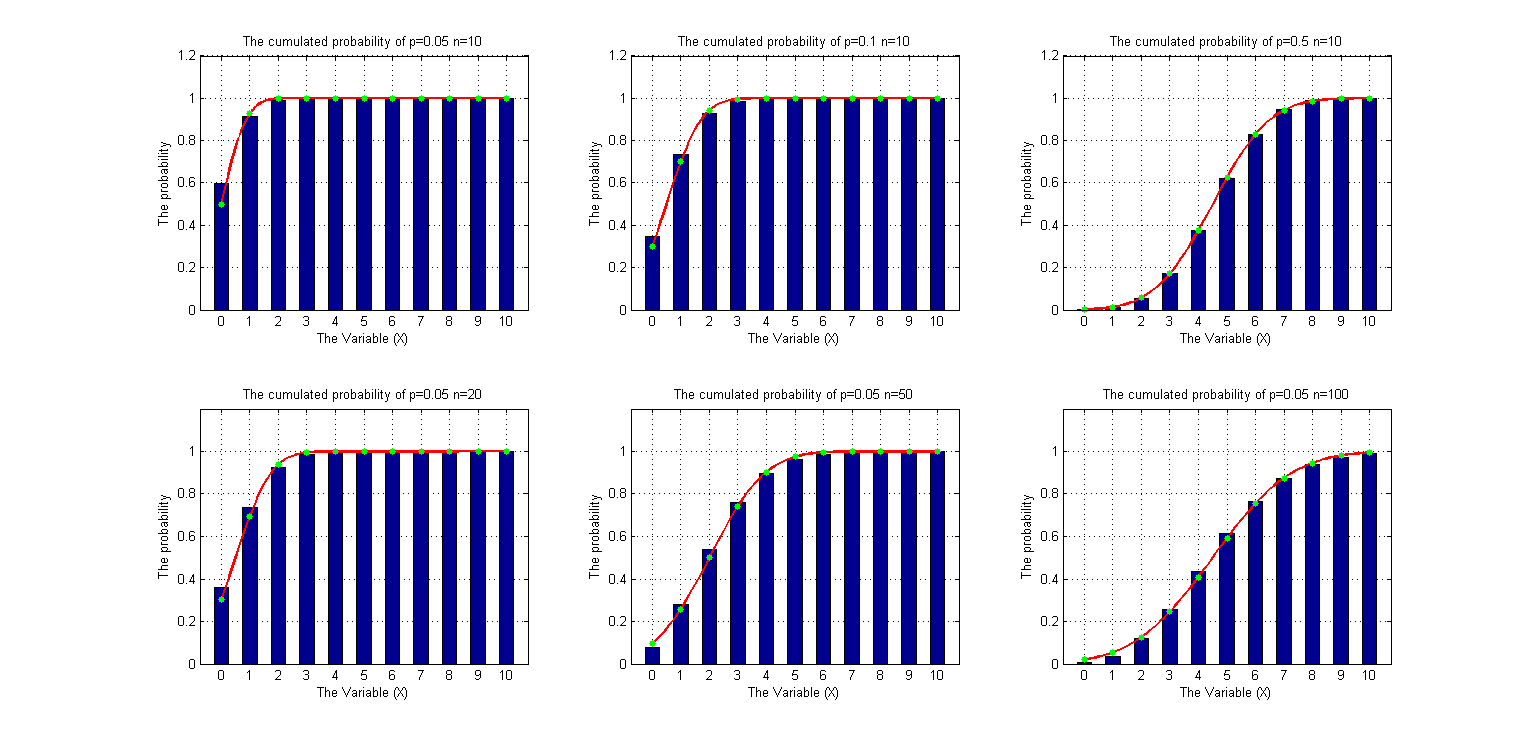 The cumulated probability of p=0.05 n=10
1.2
1
0.8
0.6
0.4
0.2
0
The probability
0 1 2 3 4 5 6 7 8 9 10
The Variable (X)
The cumulated probability of p=0.1 n=10
1.2
1
0.8
0.6
0.4
0.2
0
The probability
0 1 2 3 4 5 6 7 8 9 10
The Variable (X)
The cumulated probability of p=0.5 n=10
1.2
1
0.8
0.6
0.4
0.2
0
The probability
0 1 2 3 4 5 6 7 8 9 10
The Variable (X)
The cumulated probability of p=0.05 n=20
1
0.8
0.6
0.4
0.2
0
The probability
0 1 2 3 4 5 6 7 8 9 10
The Variable (X)
The cumulated probability of p=0.05 n=50
1
0.8
0.6
0.4
0.2
0
The probability
0 1 2 3 4 5 6 7 8 9 10
The Variable (X)
The cumulated probability of p=0.05 n=100
1
0.8
0.6
0.4
0.2
0
The probability
0 1 2 3 4 5 6 7 8 9 10
The Variable (X)